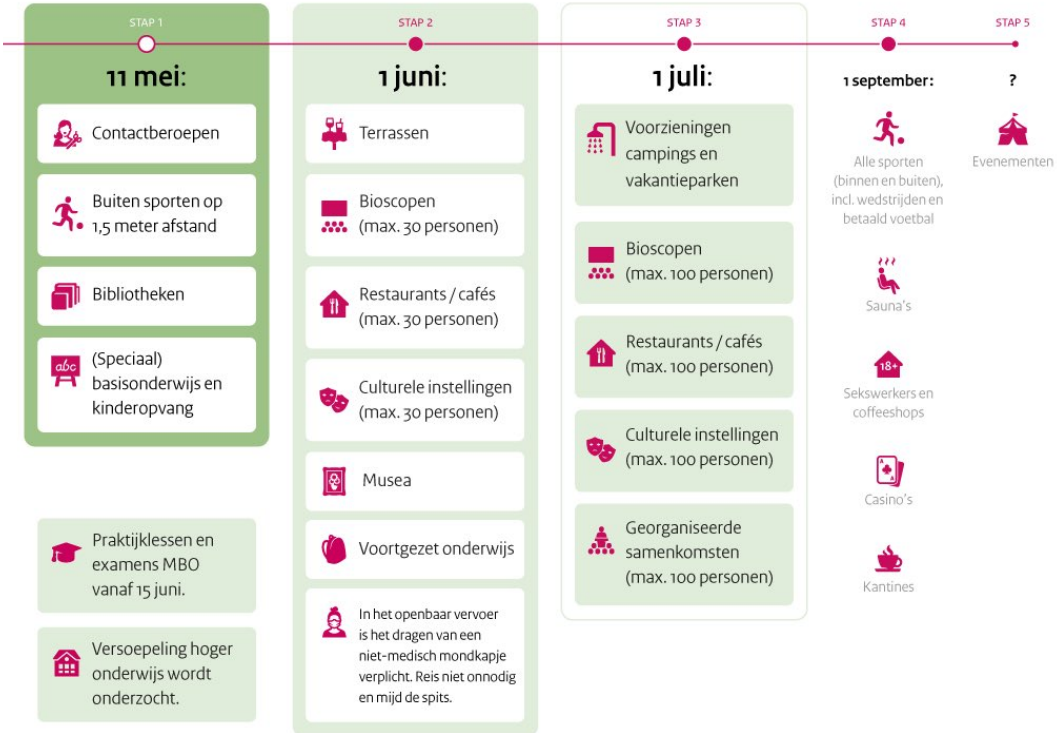 STAP 1
11 mei:
Contactberoepen
Buiten sporten op
1,5 meter afstand
Bibliotheken
abc
(Speciaal)
basisonderwijs en
kinderopvang
Praktijklessen en
examens MBO
vanaf 15 juni.
Versoepeling hoger
onderwijs wordt
onderzocht.
STAP 2
1 juni:
Terrassen
Bioscopen
(max. 30 personen)
Restaurants / cafés
(max. 30 personen)
Culturele instellingen
(max. 30 personen)
Musea
Voortgezet onderwijs
In het openbaar vervoer
is het dragen van een
niet-medisch mondkapje
verplicht. Reis niet onnodig
en mijd de spits.
STAP 3
1 juli:
Voorzieningen
campings en
vakantieparken
Bioscopen
(max. 100 personen)
Restaurants / cafés
(max. 100 personen)
Culturele instellingen
(max. 100 personen)
Georganiseerde
samenkomsten
(max. 100 personen)
STAP 4
1 september:
Alle sporten
(binnen en buiten),
incl. wedstrijden en
betaald voetbal
Sauna's
18+
Sekswerkers en
coffeeshops
A
A
Casino's
Kantines
STAP 5
?
Evenementen